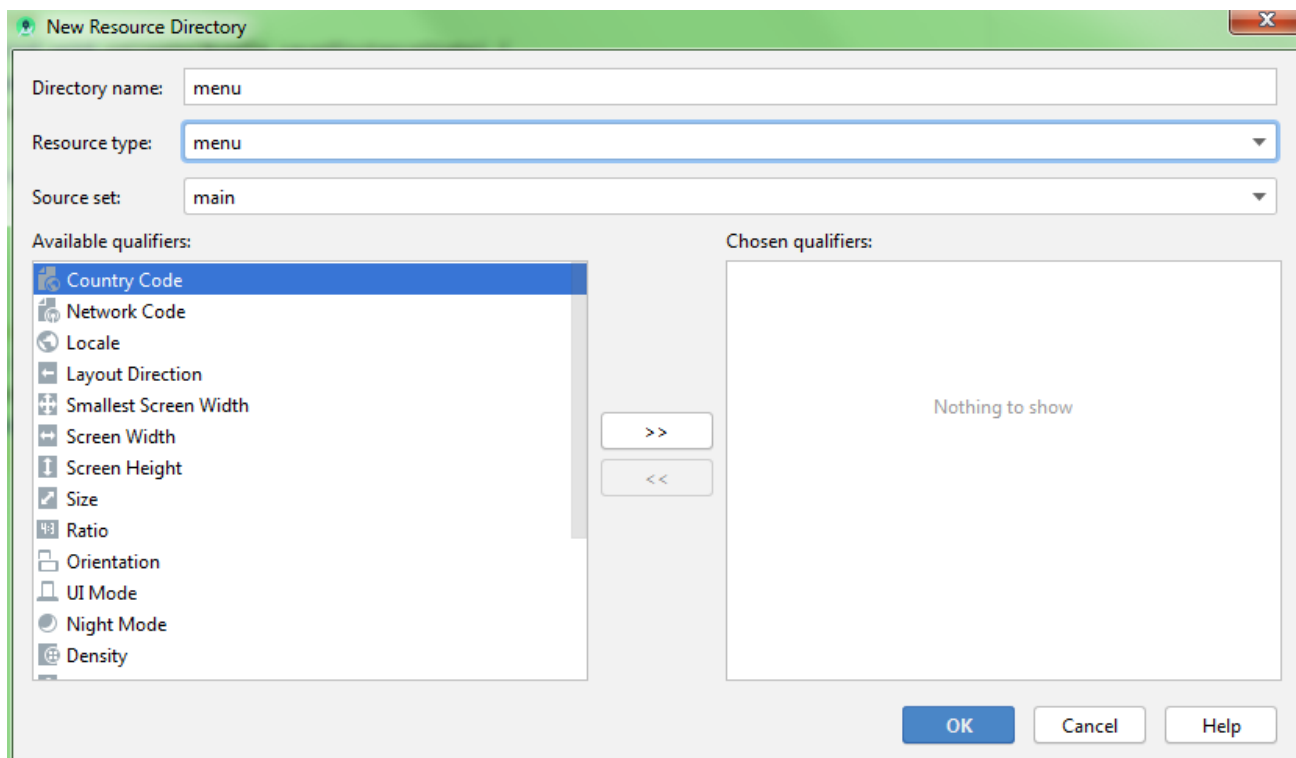 New Resource Directory
Directory name: menu
Resource type: menu
Source set: main
Available qualifiers:
Chosen qualifiers:
Country Code
Network Code
Locale
Layout Direction
Smallest Screen Width
Screen Width
Screen Height
Size
4:3 Ratio
Orientation
UI Mode
Night Mode
Density
>>
<<
Nothing to show
OK Cancel Help